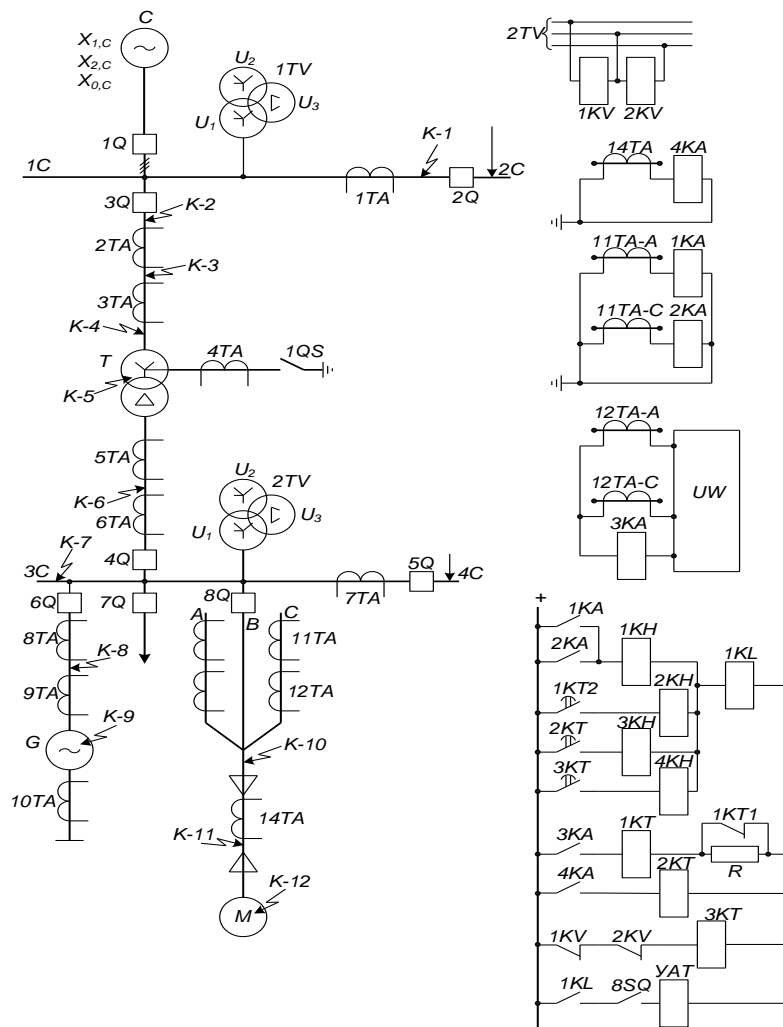 C
X1,C
X2,C
X0,C
U2
1TV
U1
U3
1Q
K-1
1C
2C
1TA
2Q
3Q
K-2
2TA
K-3
3TA
K-4
T
4TA
1QS
K-5
5TA
K-6
6TA
U2
2TV
U1
U3
K-7
4Q
5Q
3C
4C
7TA
6Q
7Q
8Q
A
B
C
8TA
11TA
K-8
9TA
12TA
G
K-9
K-10
10TA
14TA
K-11
K-12
M
2TV
1KV
2KV
14TA
4KA
11TA-A
1KA
11TA-C
2KA
12TA-A
12TA-C
UW
3KA
+
1KA
1KH
2KA
1KL
1KT2
2KH
2KT
3KH
3KT
4KH
3KA
1KT
1KT1
R
4KA
2KT
1KV
2KV
3KT
1KL
8SQ
УАТ